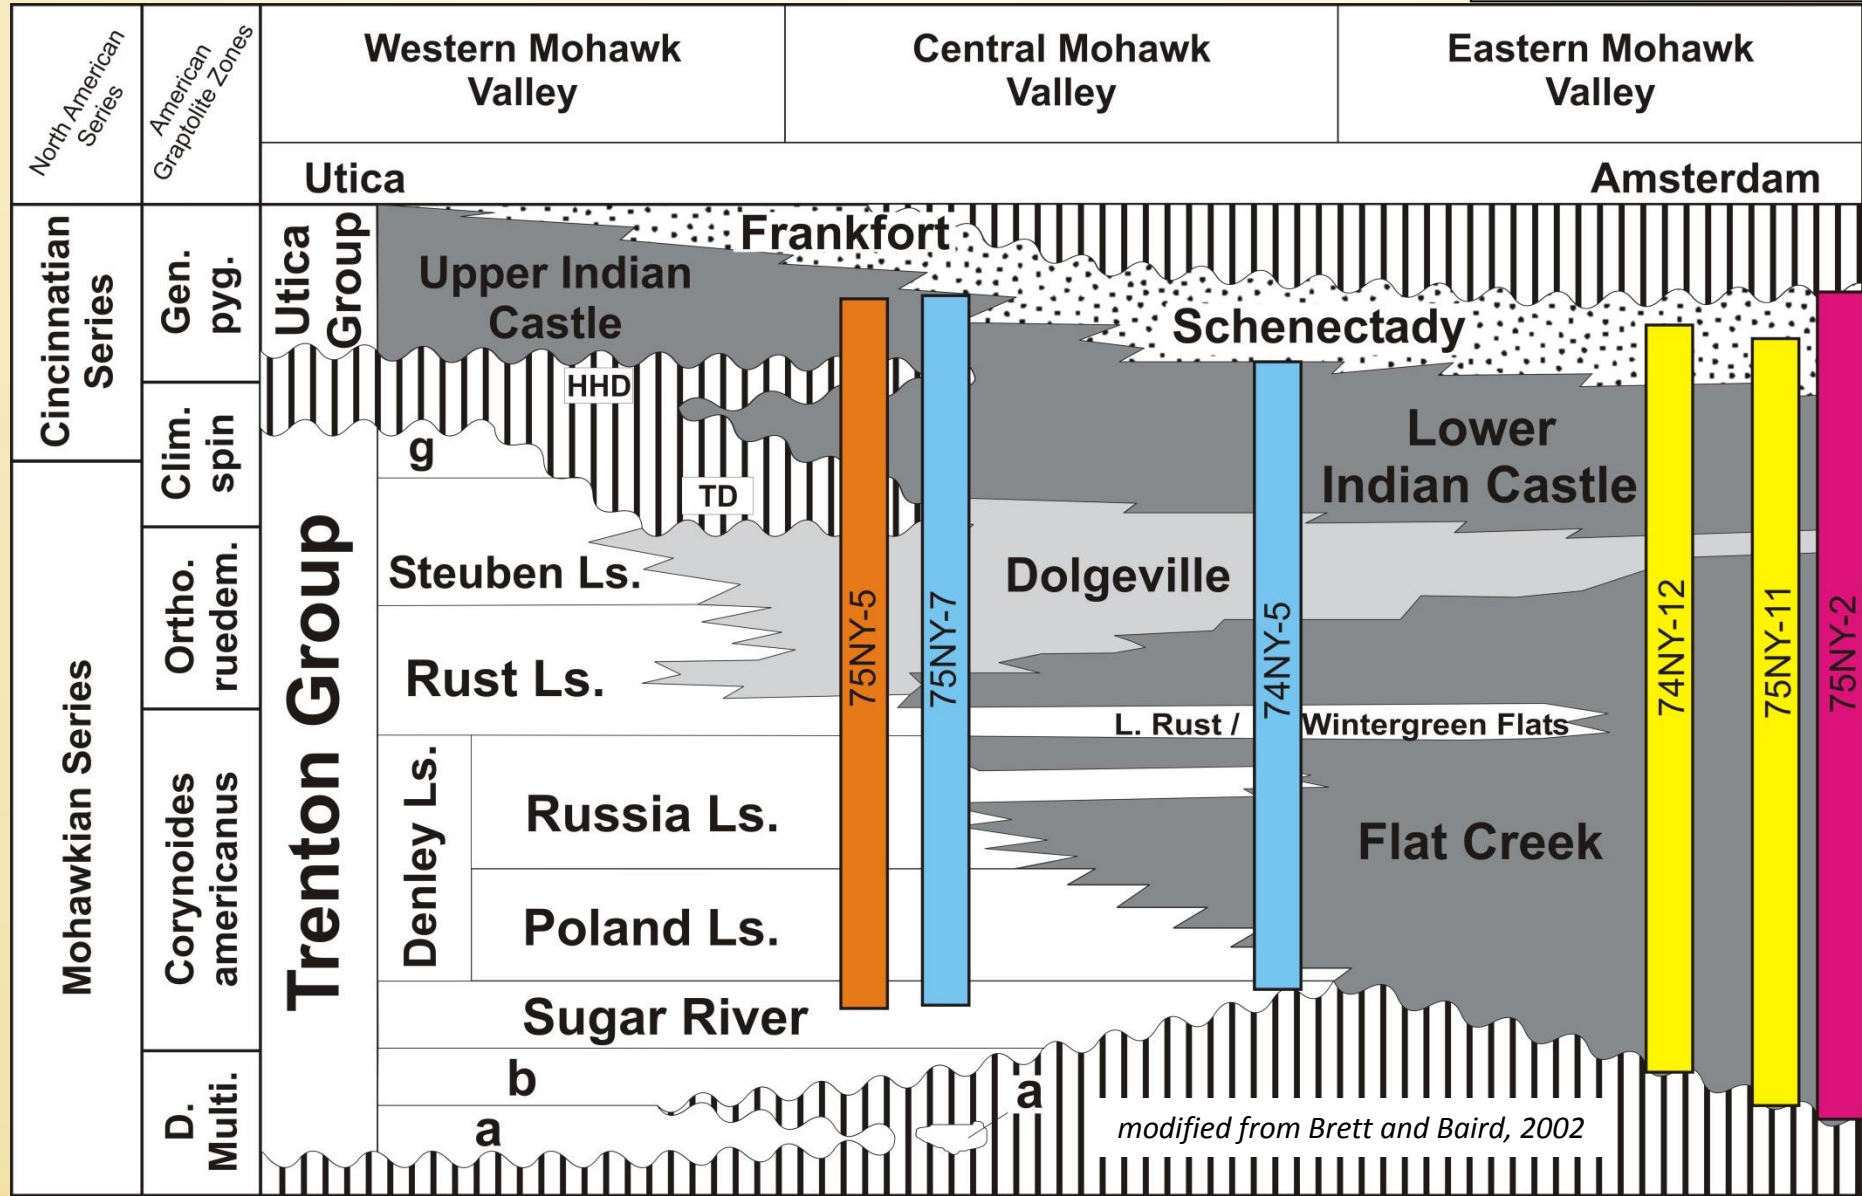 North American
Series
American
Graptolite Zones
Western Mohawk
Valley
Central Mohawk
Valley
Eastern Mohawk
Valley
Utica
Amsterdam
Cincinnatian
Series
Mohawkian Series
Gen.
pyg.
Clim.
spin
Ortho.
ruedem.
Corynoides
americanus
D.
Multi.
Utica
Group
Trenton Group
Frankfort
Upper Indian
Castle
Schenectady
HHD
Lower
Indian Castle
g
TD
Steuben Ls.
Dolgeville
Rust Ls.
L. Rust /
Wintergreen Flats
Denley Ls.
Russia Ls.
Flat Creek
Poland Ls.
Sugar River
b
a
a
75NY-5
75NY-7
74NY-5
74NY-12
75NY-11
75NY-2
modified from Brett and Baird, 2002